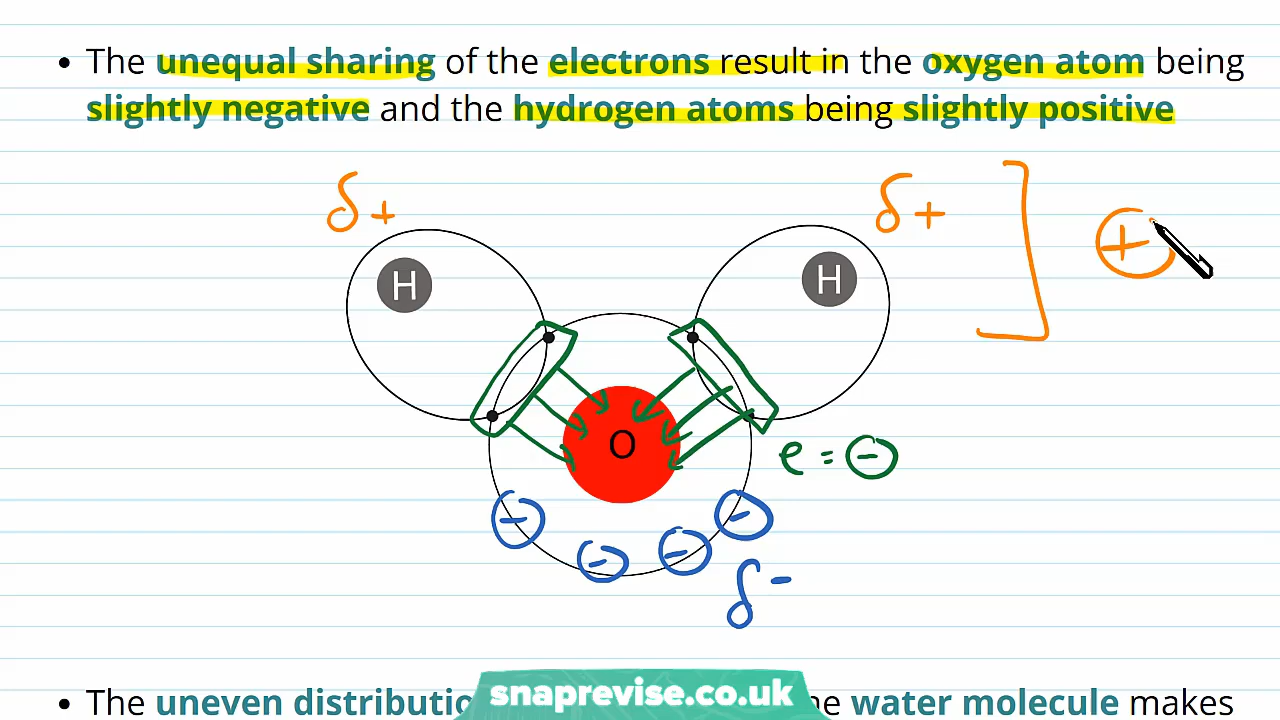 • The unequal sharing of the electrons result in the oxygen atom being
slightly negative and the hydrogen atoms being slightly positive
δ+ δ+
+
H H
O
e = -
- -
- -
δ-
• The uneven he water molecule makes
snaprevise.co.uk